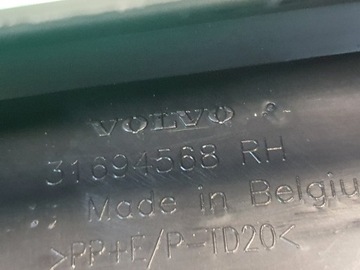 VOLVO
31694568 RH
Made in Belgiu
>PP+E/P-TD20<